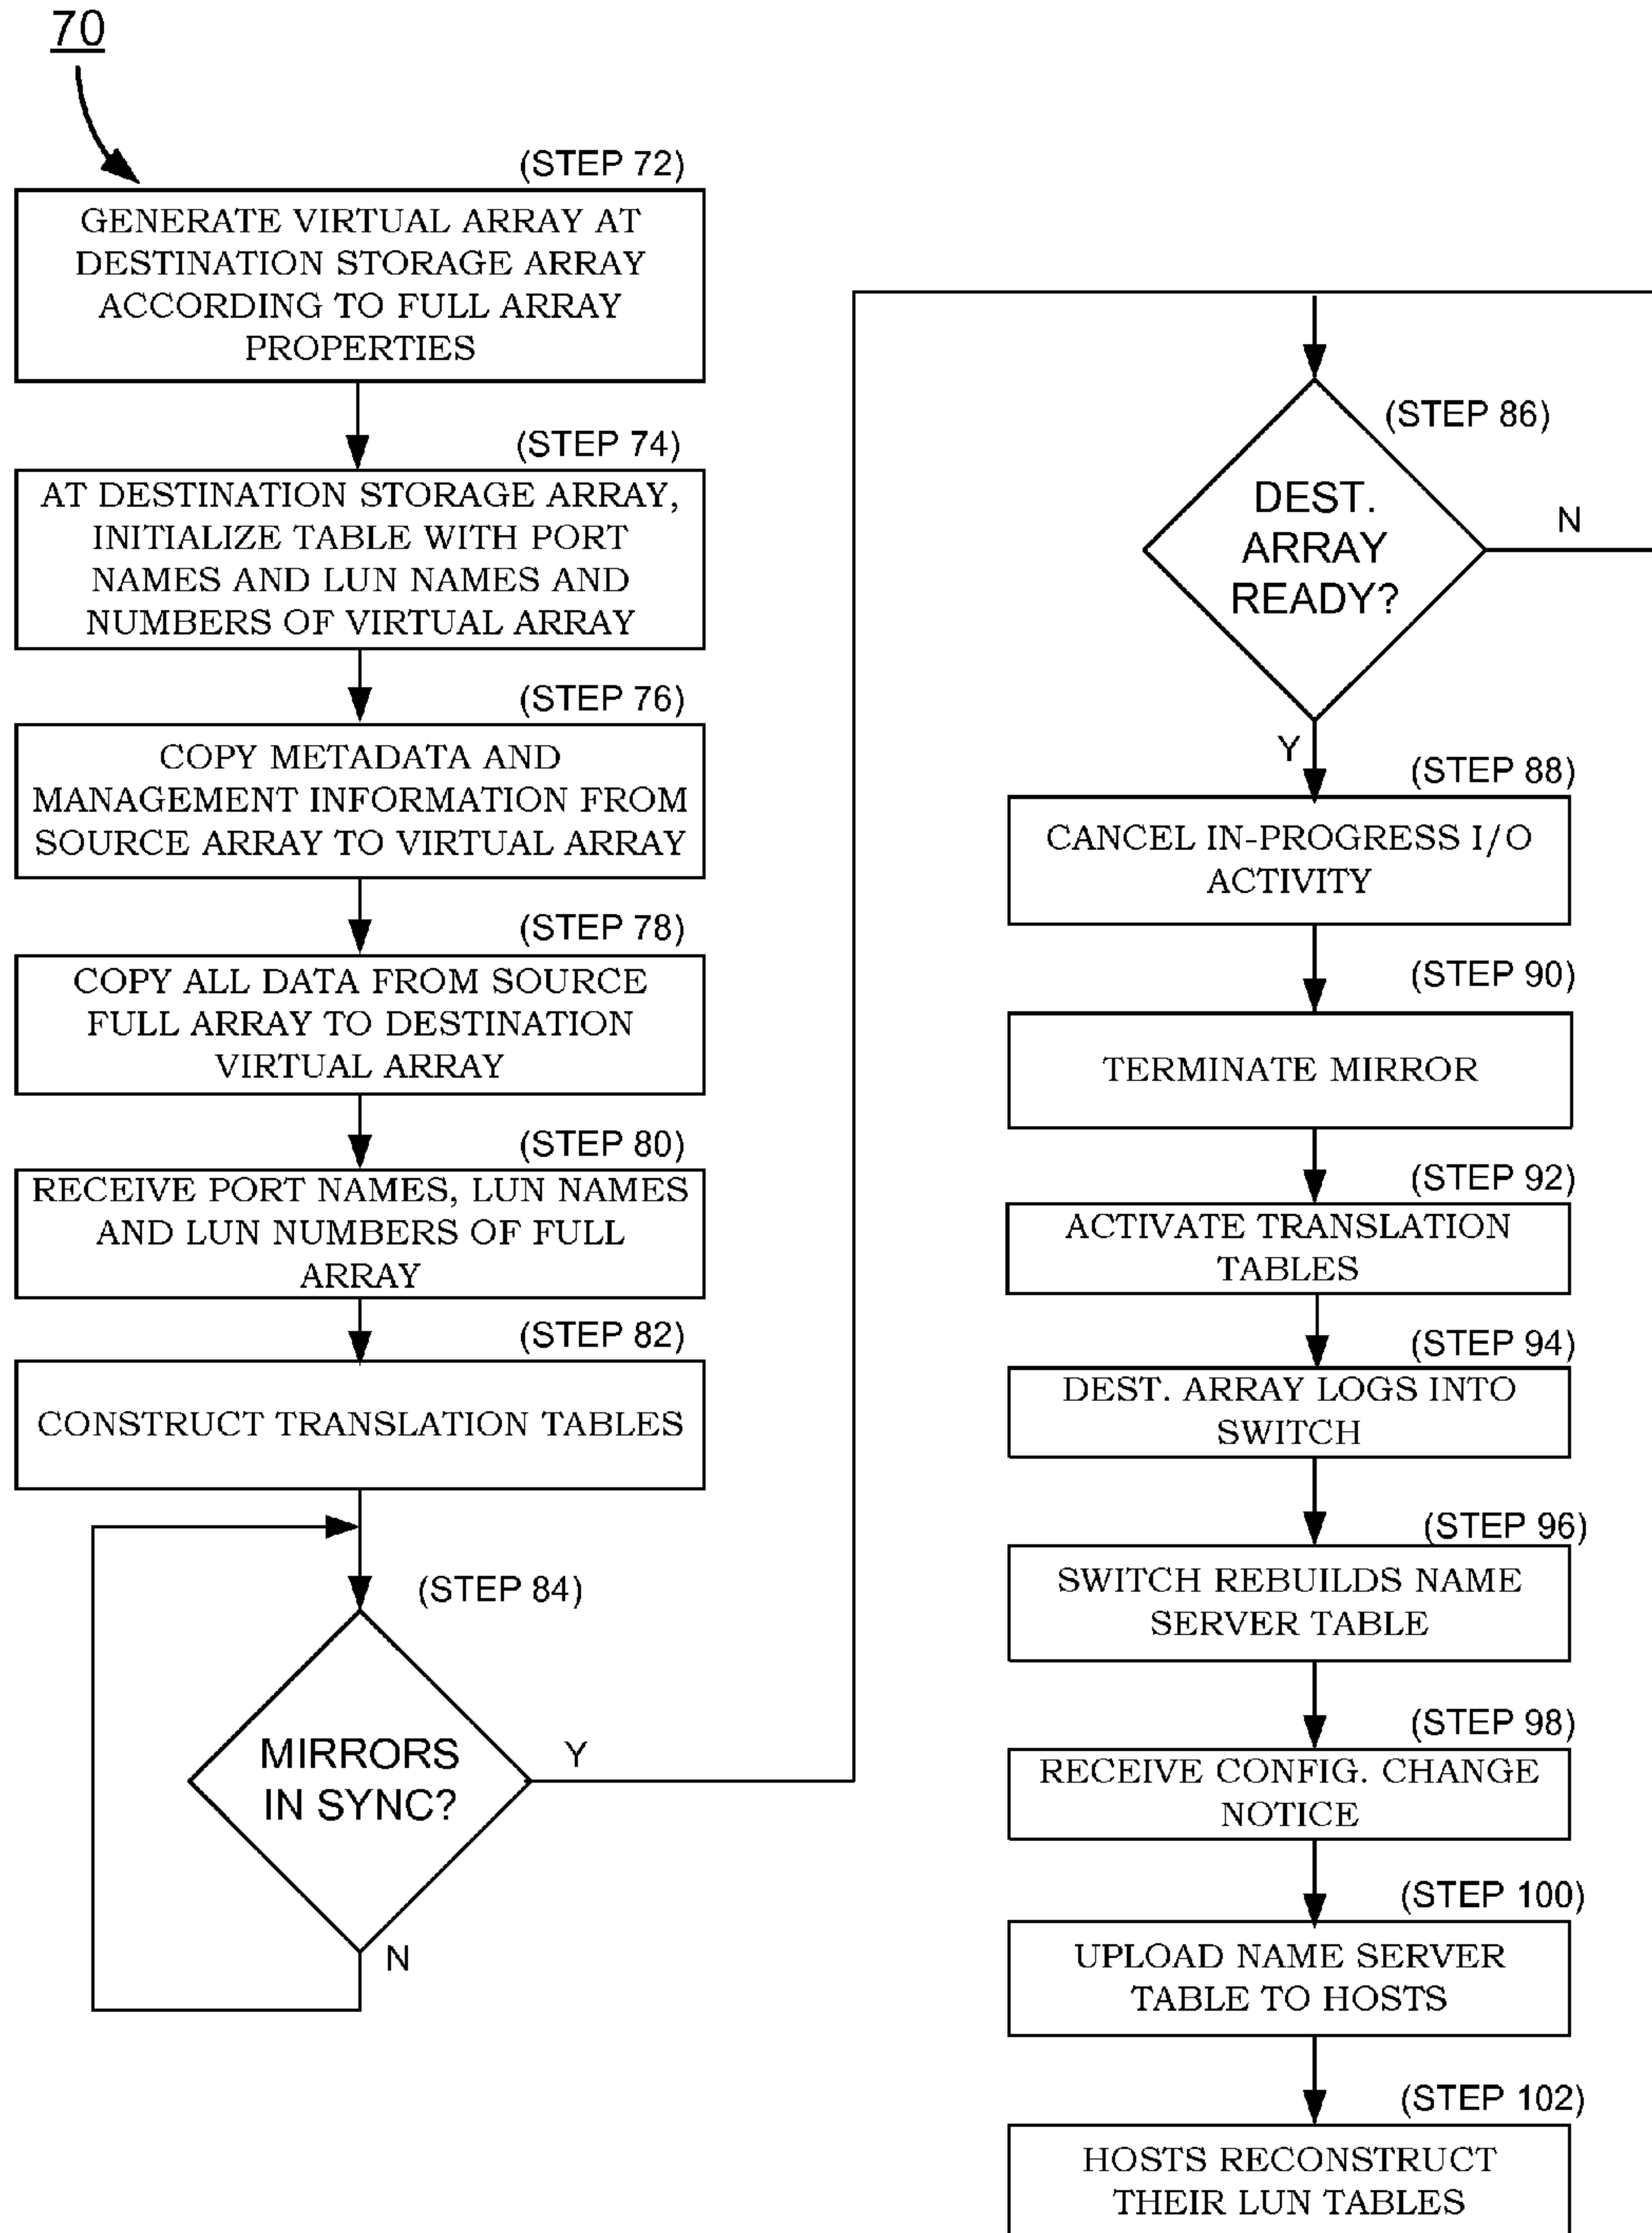 70
(STEP 72)
GENERATE VIRTUAL ARRAY AT
DESTINATION STORAGE ARRAY
ACCORDING TO FULL ARRAY
PROPERTIES
(STEP 74)
AT DESTINATION STORAGE ARRAY,
INITIALIZE TABLE WITH PORT
NAMES AND LUN NAMES AND
NUMBERS OF VIRTUAL ARRAY
(STEP 76)
COPY METADATA AND
MANAGEMENT INFORMATION FROM
SOURCE ARRAY TO VIRTUAL ARRAY
(STEP 78)
COPY ALL DATA FROM SOURCE
FULL ARRAY TO DESTINATION
VIRTUAL ARRAY
(STEP 80)
RECEIVE PORT NAMES, LUN NAMES
AND LUN NUMBERS OF FULL
ARRAY
(STEP 82)
CONSTRUCT TRANSLATION TABLES
(STEP 84)
MIRRORS
IN SYNC?
Y
N
(STEP 86)
DEST.
ARRAY
READY?
N
Y
(STEP 88)
CANCEL IN-PROGRESS I/O
ACTIVITY
(STEP 90)
TERMINATE MIRROR
(STEP 92)
ACTIVATE TRANSLATION
TABLES
(STEP 94)
DEST. ARRAY LOGS INTO
SWITCH
(STEP 96)
SWITCH REBUILDS NAME
SERVER TABLE
(STEP 98)
RECEIVE CONFIG. CHANGE
NOTICE
(STEP 100)
UPLOAD NAME SERVER
TABLE TO HOSTS
(STEP 102)
HOSTS RECONSTRUCT
THEIR LUN TABLES